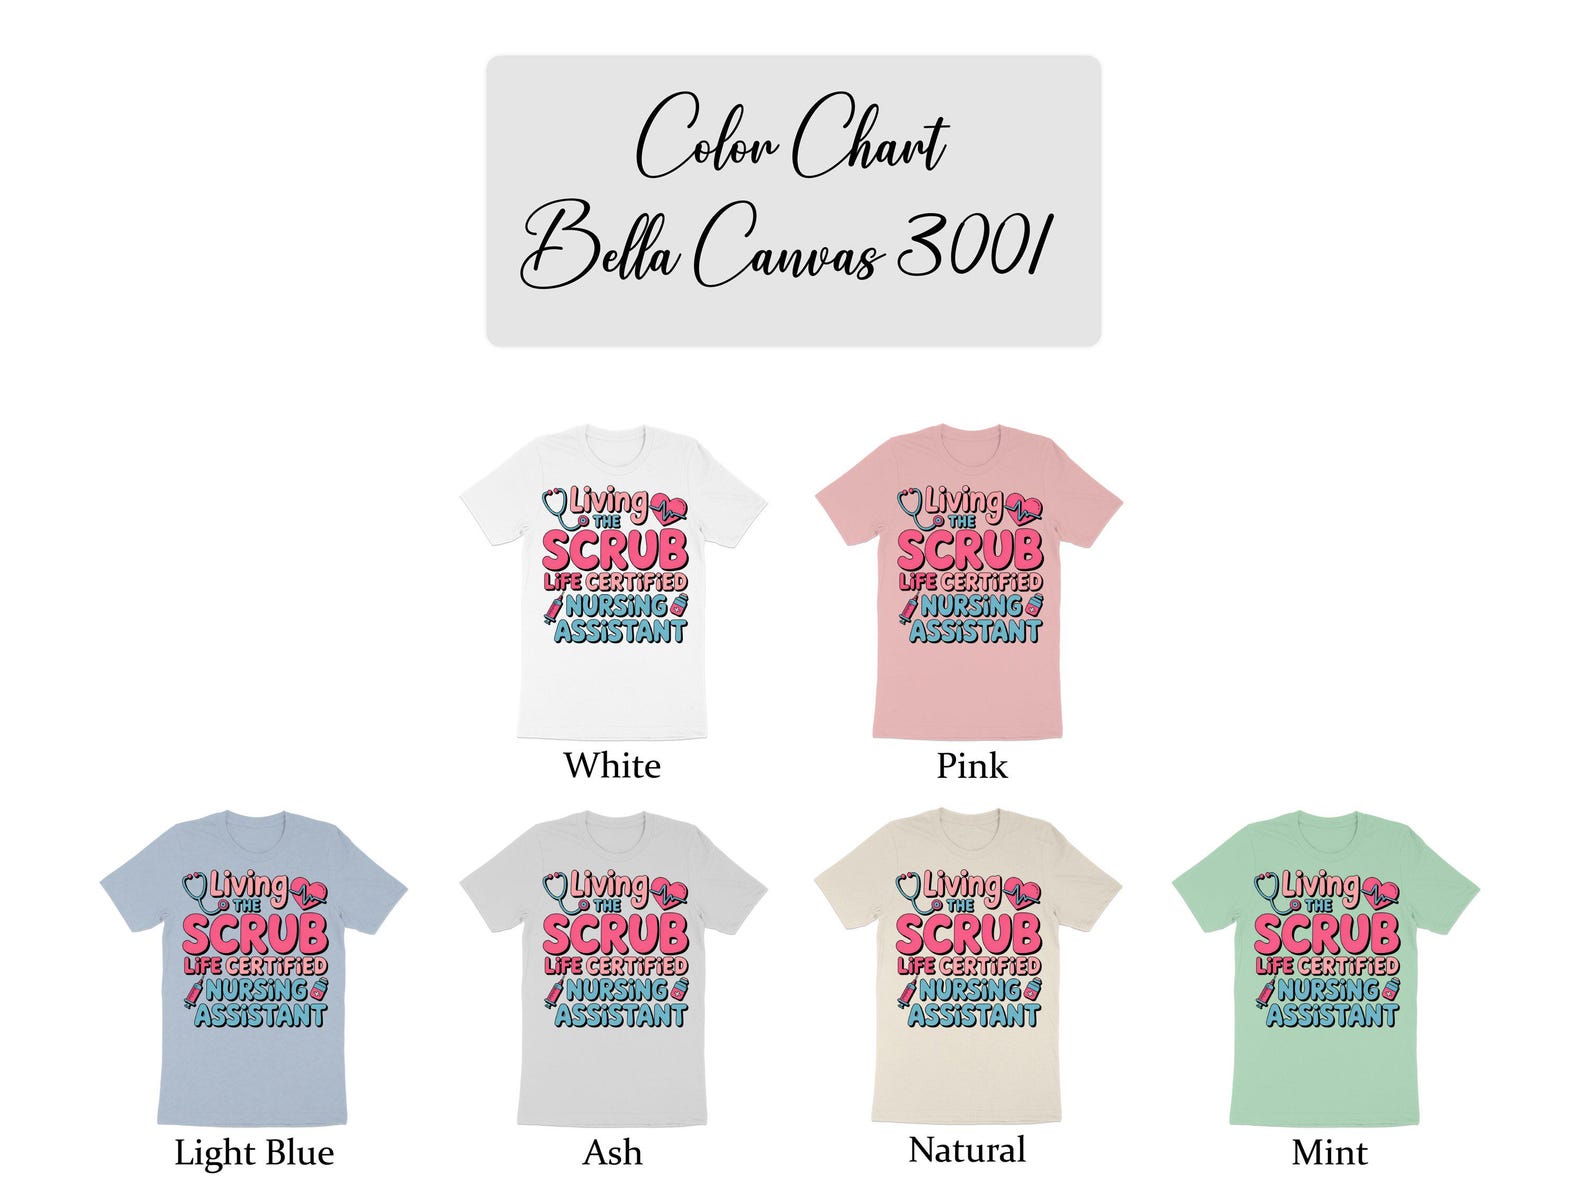 Color Chart
Bella Canvas 3001
Living
THE
SCRUB
LiFE CERTiFiED
NURSiNG
ASSiSTANT
White
Living
THE
SCRUB
LiFE CERTiFiED
NURSiNG
ASSiSTANT
Pink
Living
THE
SCRUB
LiFE CERTiFiED
NURSiNG
ASSiSTANT
Light Blue
Living
THE
SCRUB
LiFE CERTiFiED
NURSiNG
ASSiSTANT
Ash
Living
THE
SCRUB
LiFE CERTiFiED
NURSiNG
ASSiSTANT
Natural
Living
THE
SCRUB
LiFE CERTiFiED
NURSiNG
ASSiSTANT
Mint